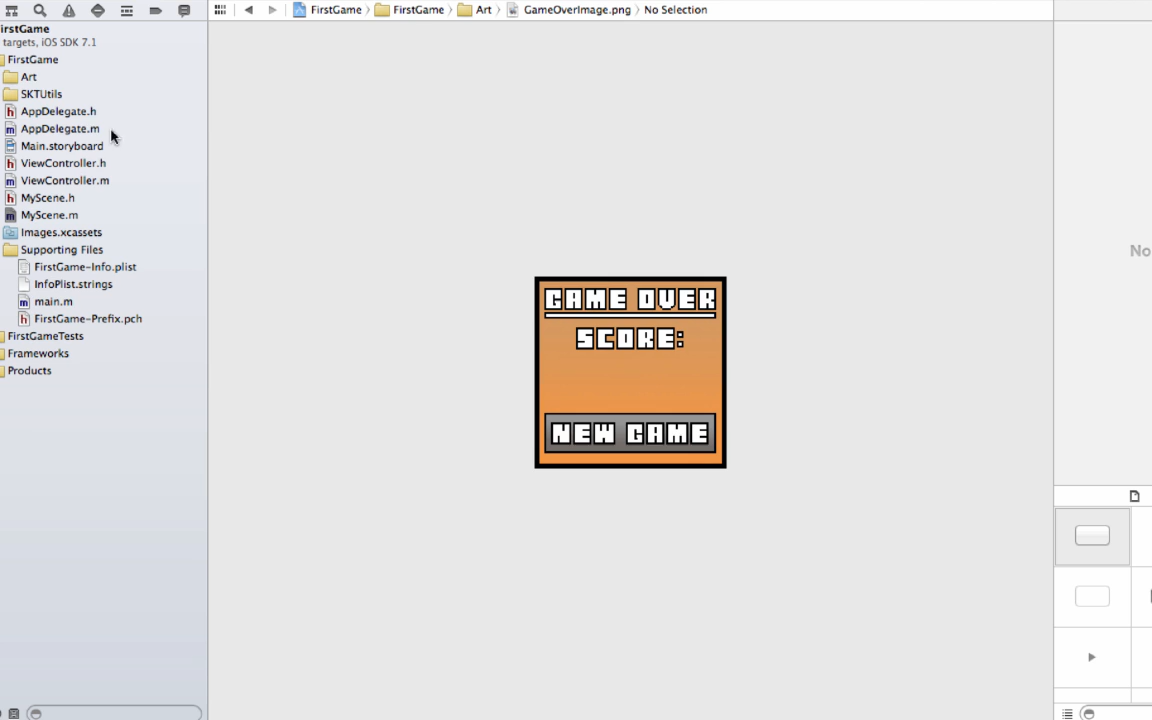 FirstGame FirstGame Art GameOverImage.png No Selection
irstGame
targets, iOS SDK 7.1
FirstGame
Art
SKTUtils
AppDelegate.h
AppDelegate.m
Main.storyboard
ViewController.h
ViewController.m
MyScene.h
MyScene.m
Images.xcassets
Supporting Files
FirstGame-Info.plist
InfoPlist.strings
main.m
FirstGame-Prefix.pch
FirstGameTests
Frameworks
Products
GAME OVER
SCORE:
NEW GAME
No